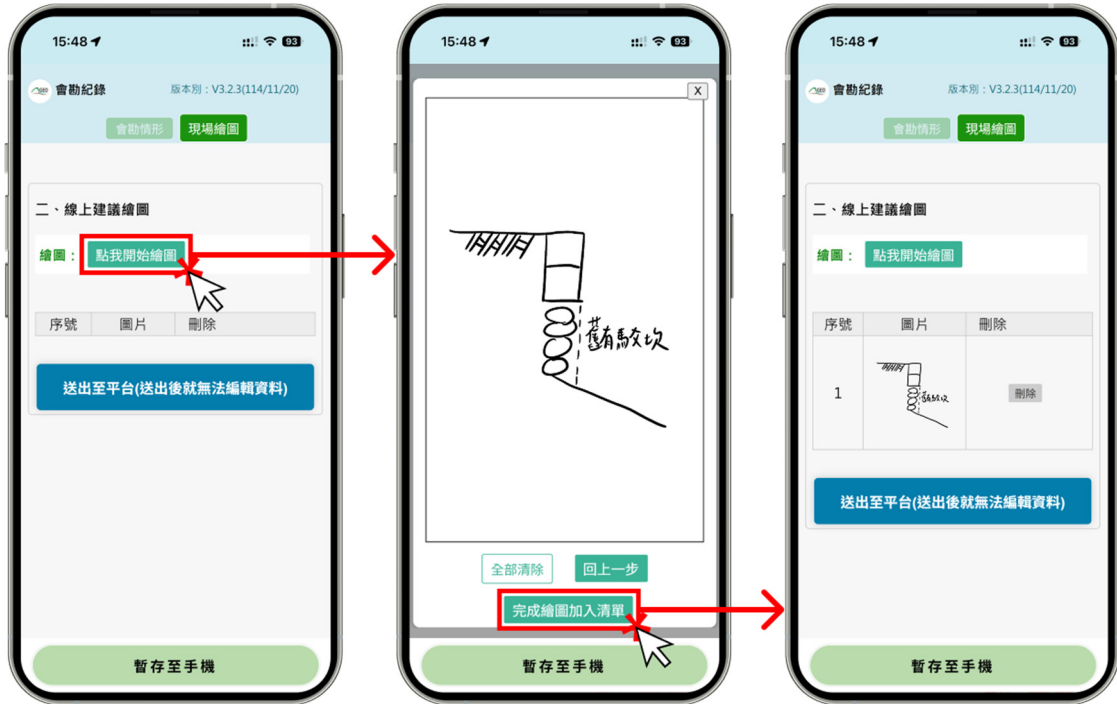 15:48
93
會勘紀錄
版本別：V3.2.3(114/11/20)
會勘情形
現場繪圖
二、線上建議繪圖
繪圖：
點我開始繪圖
序號 圖片 刪除
送出至平台(送出後就無法編輯資料)
暫存至手機
15:48
93
X
舊有駁坎
全部清除
回上一步
完成繪圖加入清單
暫存至手機
15:48
93
會勘紀錄
版本別：V3.2.3(114/11/20)
會勘情形
現場繪圖
二、線上建議繪圖
繪圖：
點我開始繪圖
序號 圖片 刪除
1
舊有駁坎
刪除
送出至平台(送出後就無法編輯資料)
暫存至手機